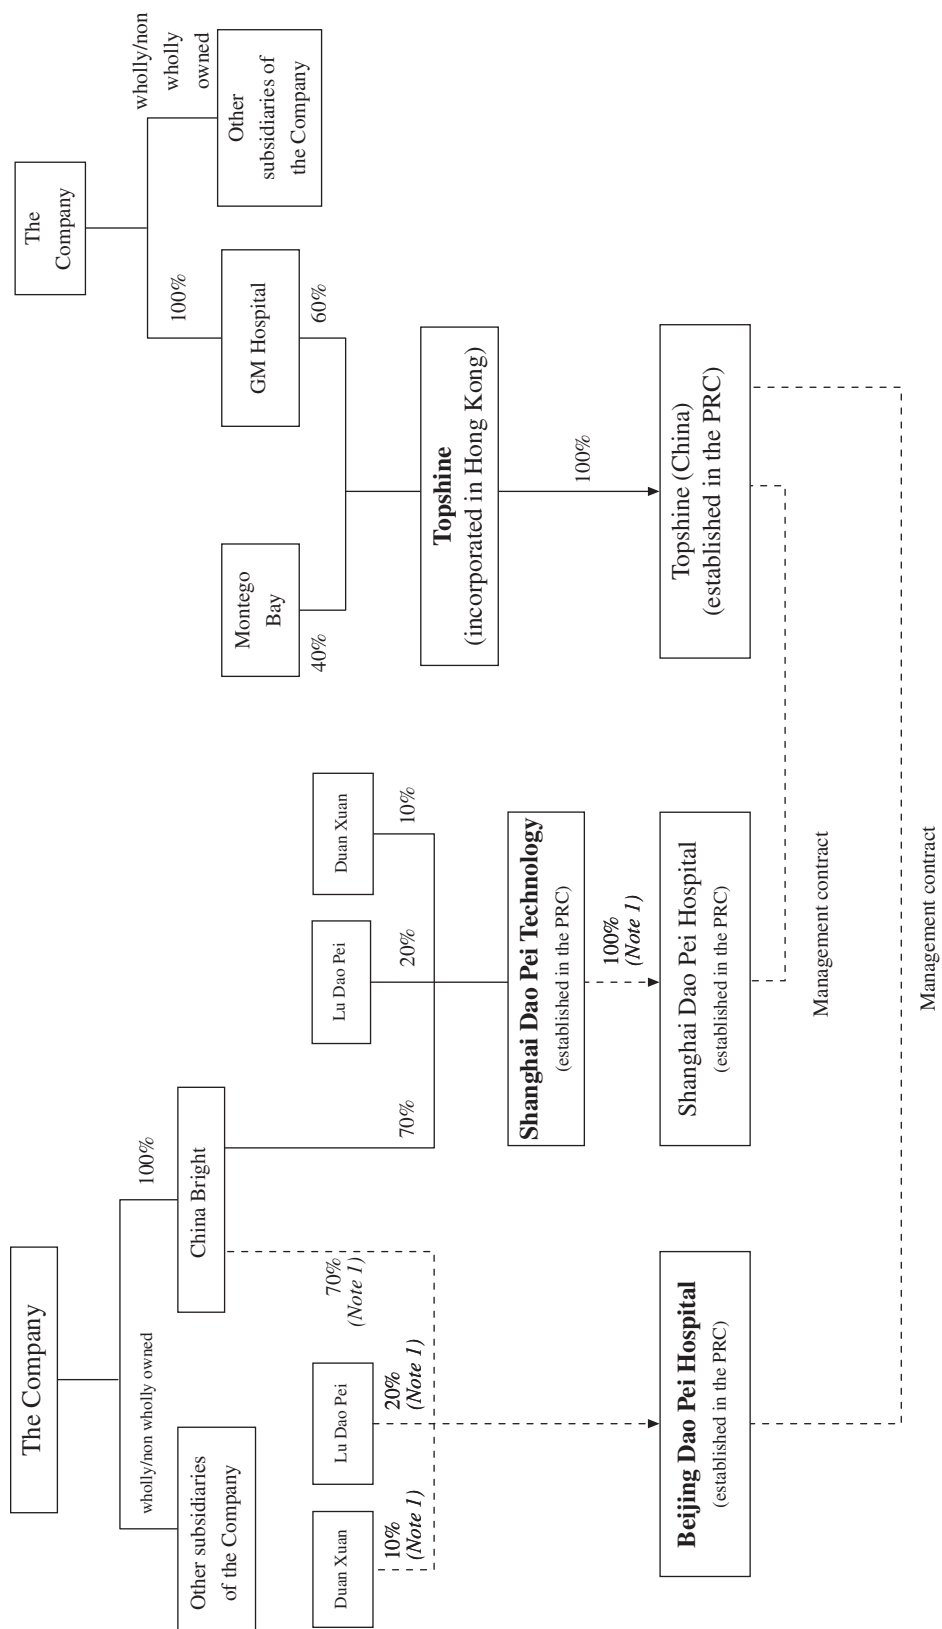 The Company
wholly/non wholly owned
100%
Other subsidiaries
of the Company
China Bright
Duan Xuan
Lu Dao Pei
10%
(Note 1)
20%
(Note 1)
70%
(Note 1)
Beijing Dao Pei Hospital
(established in the PRC)
Lu Dao Pei
Duan Xuan
70%
20%
10%
Shanghai Dao Pei Technology
(established in the PRC)
100%
(Note 1)
Shanghai Dao Pei Hospital
(established in the PRC)
Management contract
Management contract
The
Company
100%
wholly/non
wholly
owned
Montego
Bay
GM Hospital
Other
subsidiaries of
the Company
40%
60%
Topshine
(incorporated in Hong Kong)
100%
Topshine (China)
(established in the PRC)